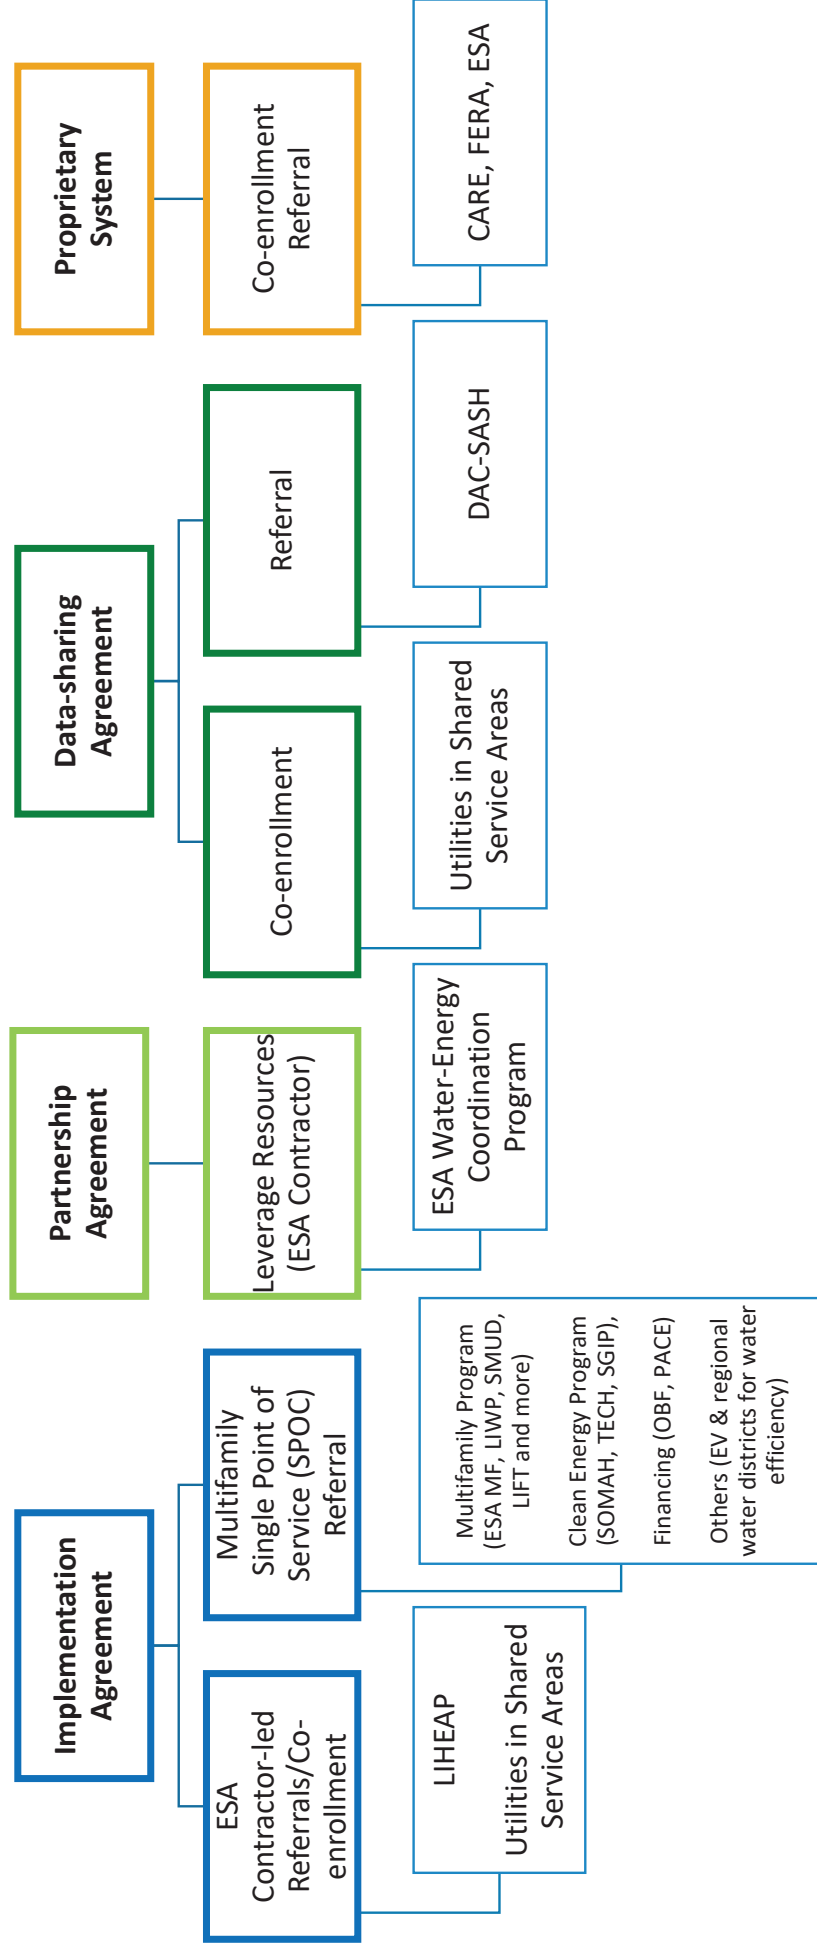 Implementation
Agreement
ESA
Contractor-led
Referrals/Co-
enrollment
LIHEAP
Utilities in Shared
Service Areas
Multifamily
Single Point of
Service (SPOC)
Referral
Multifamily Program
(ESA MF, LIWP, SMUD,
LIFT and more)
Clean Energy Program
(SOMAH, TECH, SGIP),
Financing (OBF, PACE)
Others (EV & regional
water districts for water
efficiency)
Partnership
Agreement
Leverage Resources
(ESA Contractor)
ESA Water-Energy
Coordination
Program
Data-sharing
Agreement
Co-enrollment
Utilities in Shared
Service Areas
Referral
DAC-SASH
Proprietary
System
Co-enrollment
Referral
CARE, FERA, ESA